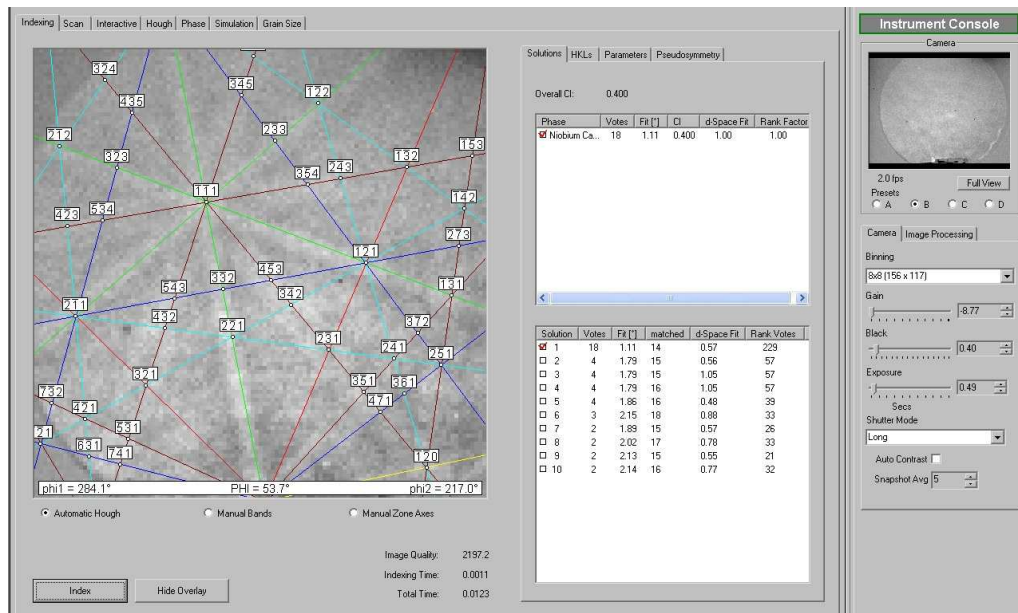 Indexing Scan Interactive Hough Phase Simulation Grain Size
324
345
122
435
233
212
153
323
132
354 243
111
142
423 534
273
121
453
332
131
543
342
211
432
221
372
231
241
251
321
351
361
732
471
421
21
531
631
741
120
phi1 = 284.1° PHI = 53.7° phi2 = 217.0°
Automatic Hough Manual Bands Manual Zone Axes
Image Quality: 2197.2
Indexing Time: 0.0011
Total Time: 0.0123
Index Hide Overlay
Solutions HKLs Parameters Pseudosymmetry
Overall CI: 0.400
Phase Votes Fit [°] CI d-Space Fit Rank Factor
Niobium Ca... 18 1.11 0.400 1.00 1.00
Solution Votes Fit [°] matched d-Space Fit Rank Votes
1 18 1.11 14 0.57 229
2 4 1.79 15 0.56 57
3 4 1.79 15 1.05 57
4 4 1.79 16 1.05 57
5 4 1.86 16 0.48 39
6 3 2.15 18 0.88 33
7 2 1.89 15 0.57 26
8 2 2.02 17 0.78 33
9 2 2.13 15 0.55 21
10 2 2.14 16 0.77 32
Instrument Console
Camera
2.0 fps
Full View
Presets
A B C D
Camera Image Processing
Binning
8x8 (156 x 117)
Gain
-8.77
Black
0.40
Exposure
0.49
Secs
Shutter Mode
Long
Auto Contrast
Snapshot Avg 5